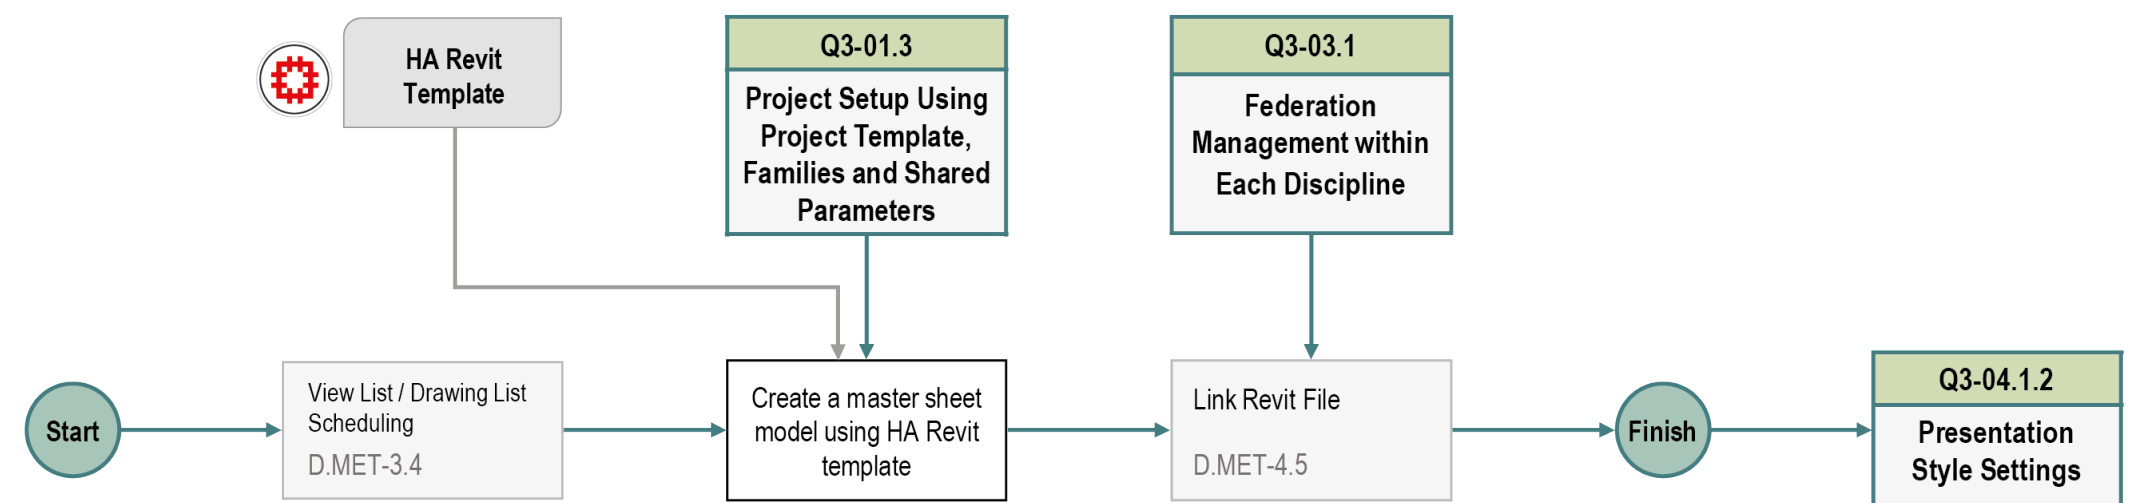 HA Revit
Template
Q3-01.3
Project Setup Using
Project Template,
Families and Shared
Parameters
Q3-03.1
Federation
Management within
Each Discipline
Start
View List / Drawing List
Scheduling
D.MET-3.4
Create a master sheet
model using HA Revit
template
Link Revit File
D.MET-4.5
Finish
Q3-04.1.2
Presentation
Style Settings